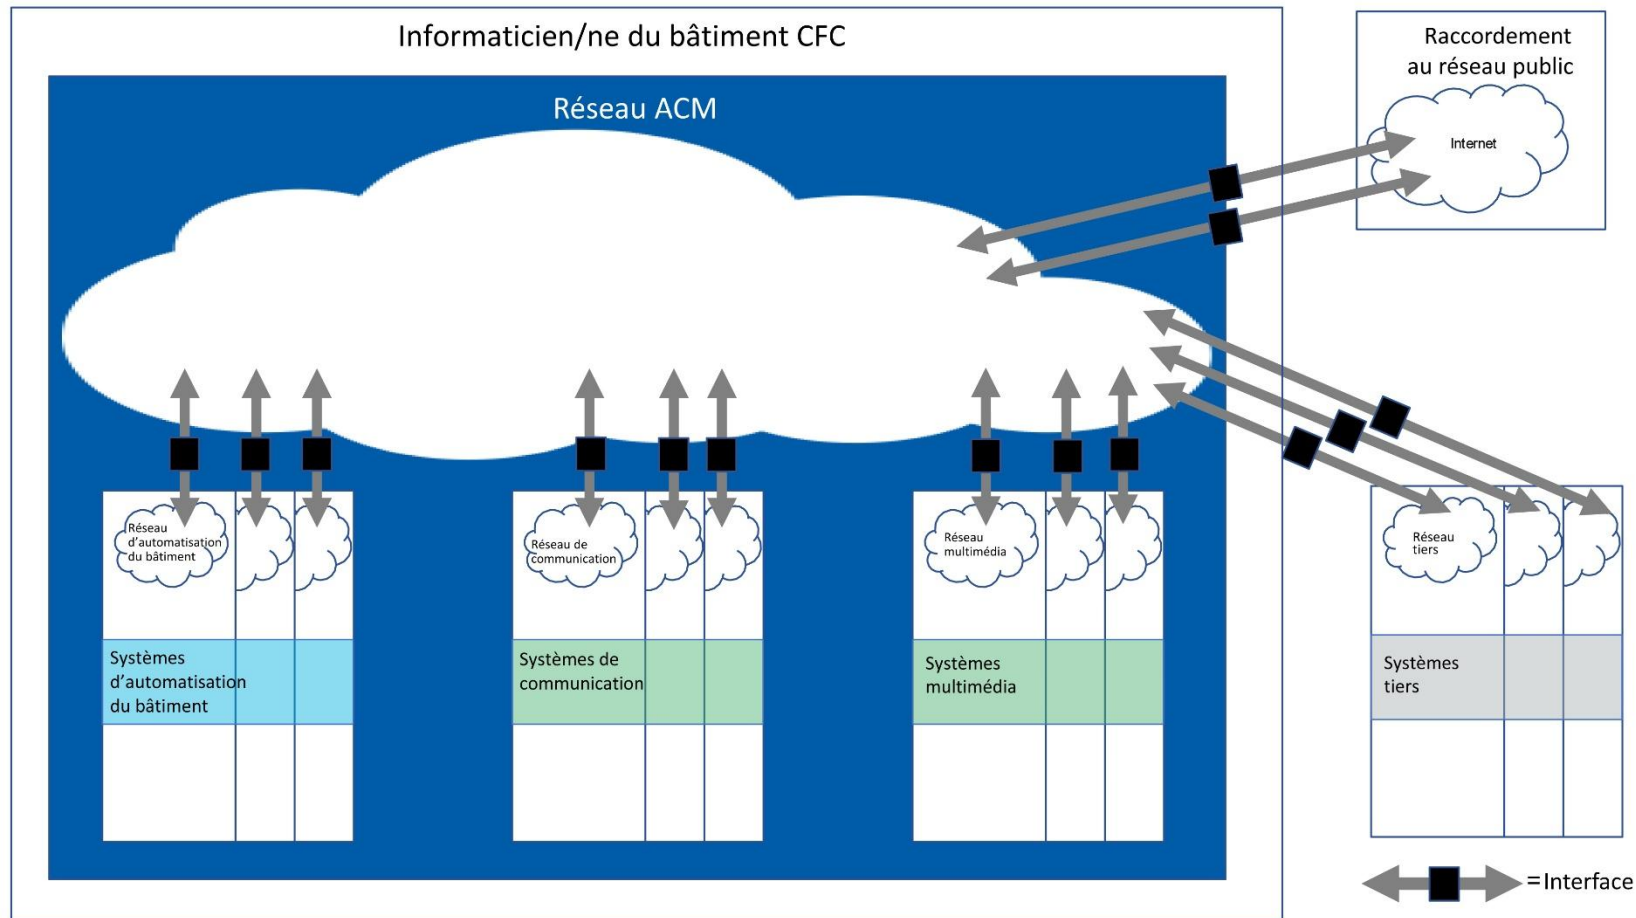 Informaticien/ne du bâtiment CFC
Raccordement
au réseau public
Réseau ACM
Internet
Réseau
d’automatisation
du bâtiment
Réseau de
communication
Réseau
multimédia
Réseau
tiers
Systèmes
d’automatisation
du bâtiment
Systèmes de
communication
Systèmes
multimédia
Systèmes
tiers
=Interface